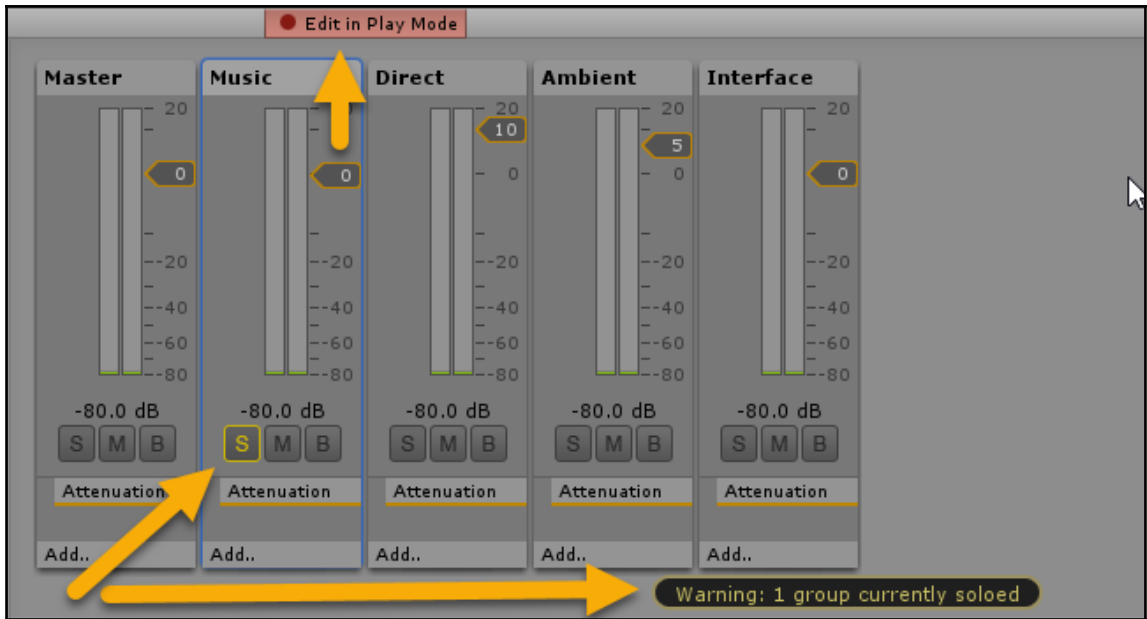 Edit in Play Mode
Master Music Direct Ambient Interface
20 20 20 20
10
5
0 0 0 0 0
--20 --20 --20 --20 --20
--40 --40 --40 --40 --40
--60 --60 --60 --60 --60
--80 --80 --80 --80 --80
-80.0 dB -80.0 dB -80.0 dB -80.0 dB -80.0 dB
S M B S M B S M B S M B S M B
Attenuation Attenuation Attenuation Attenuation Attenuation
Add.. Add.. Add.. Add.. Add..
Warning: 1 group currently soloed